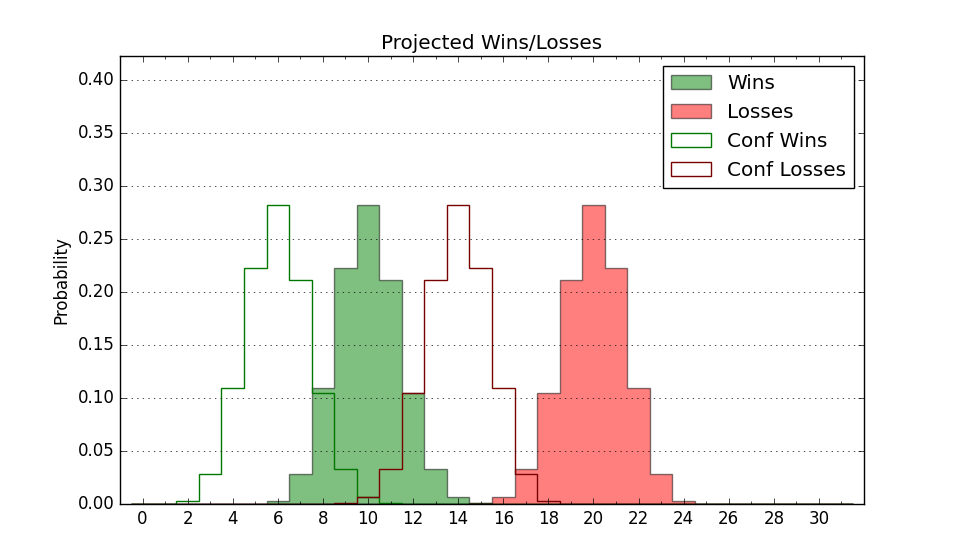 Projected Wins/Losses
0.40
0.35
0.30
0.25
0.20
0.15
0.10
0.05
0.00
Probability
Wins
Losses
Conf Wins
Conf Losses
0 2 4 6 8 10 12 14 16 18 20 22 24 26 28 30